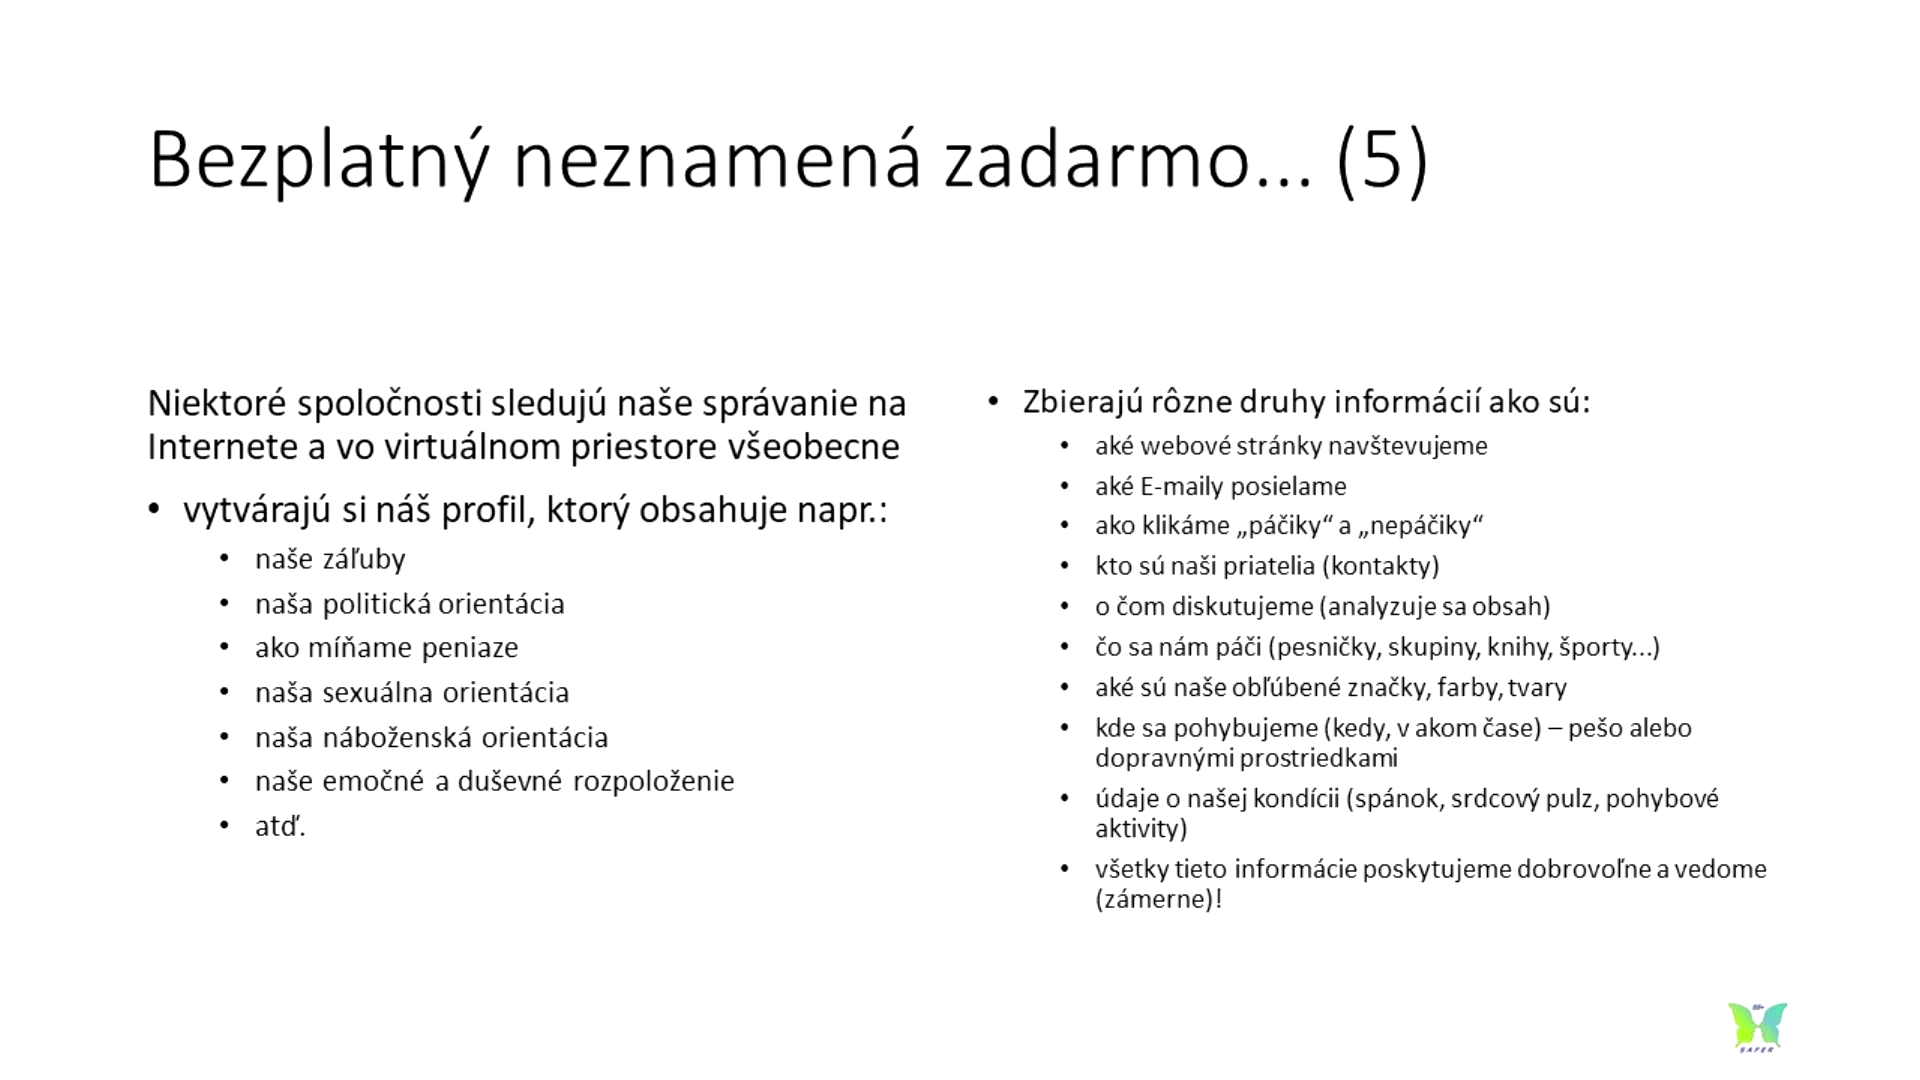 Bezplatný neznamená zadarmo... (5)
Niektoré spoločnosti sledujú naše správanie na
Internete a vo virtuálnom priestore všeobecne
• vytvárajú si náš profil, ktorý obsahuje napr.:
• naše záľuby
• naša politická orientácia
• ako míňame peniaze
• naša sexuálna orientácia
• naša náboženská orientácia
• naše emočné a duševné rozpoloženie
• atď.
• Zbierajú rôzne druhy informácií ako sú:
• aké webové stránky navštevujeme
• aké E-maily posielame
• ako klikáme „páčiky“ a „nepáčiky“
• kto sú naši priatelia (kontakty)
• o čom diskutujeme (analyzuje sa obsah)
• čo sa nám páči (pesničky, skupiny, knihy, športy...)
• aké sú naše obľúbené značky, farby, tvary
• kde sa pohybujeme (kedy, v akom čase) – pešo alebo
dopravnými prostriedkami
• údaje o našej kondícii (spánok, srdcový pulz, pohybové
aktivity)
• všetky tieto informácie poskytujeme dobrovoľne a vedome
(zámerne)!
55+
SAFER